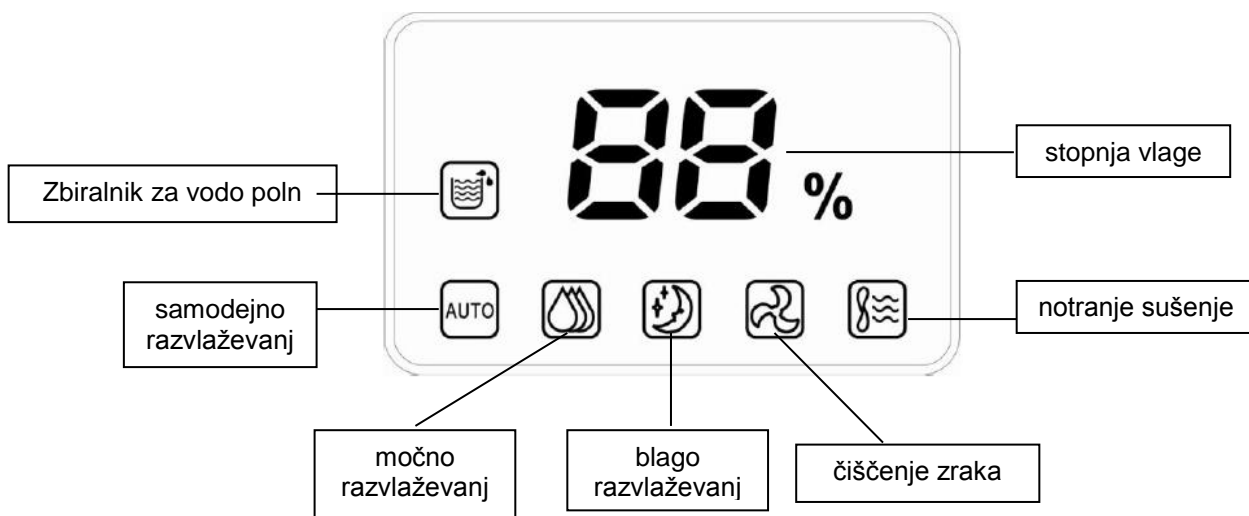 88
%
stopnja vlage
Zbiralnik za vodo poln
samodejno
razvlaževanj
AUTO
notranje sušenje
močno
razvlaževanj
blago
razvlaževanj
čiščenje zraka